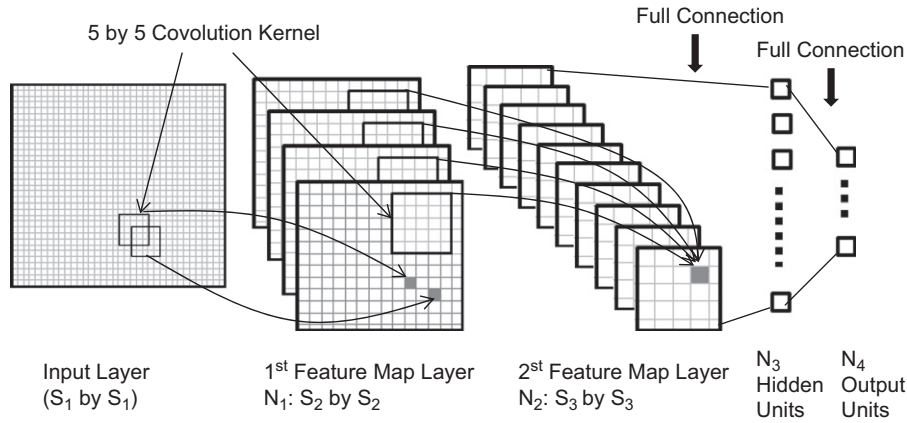 5 by 5 Covolution Kernel
Full Connection
Full Connection
Input Layer
(S1 by S1)
1st Feature Map Layer
N1: S2 by S2
2st Feature Map Layer
N2: S3 by S3
N3
Hidden
Units
N4
Output
Units